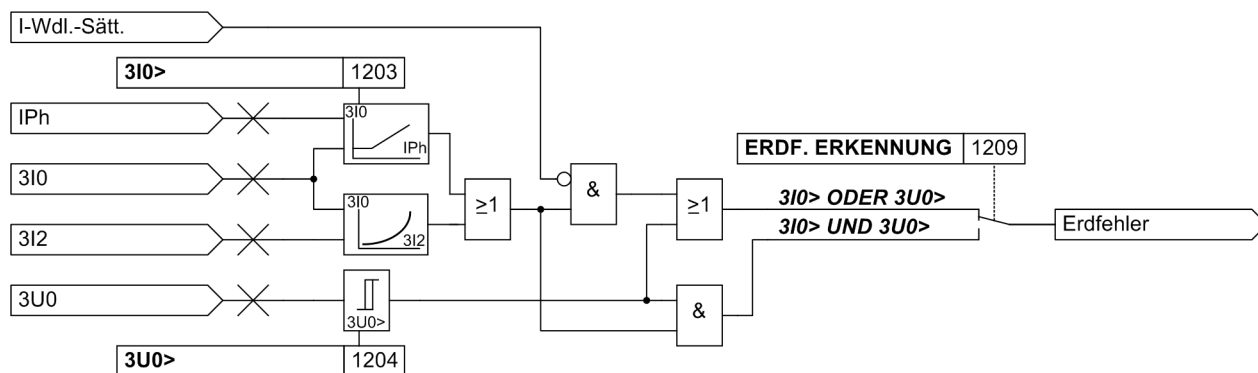 I-Wdl.-Sätt.
3I0> 1203
IPh
3I0
IPh
3I0
3I0
3I2
3I2
3U0
3U0>
3U0> 1204
≥1
&
≥1
&
ERDF. ERKENNUNG 1209
3I0> ODER 3U0>
3I0> UND 3U0>
Erdfehler